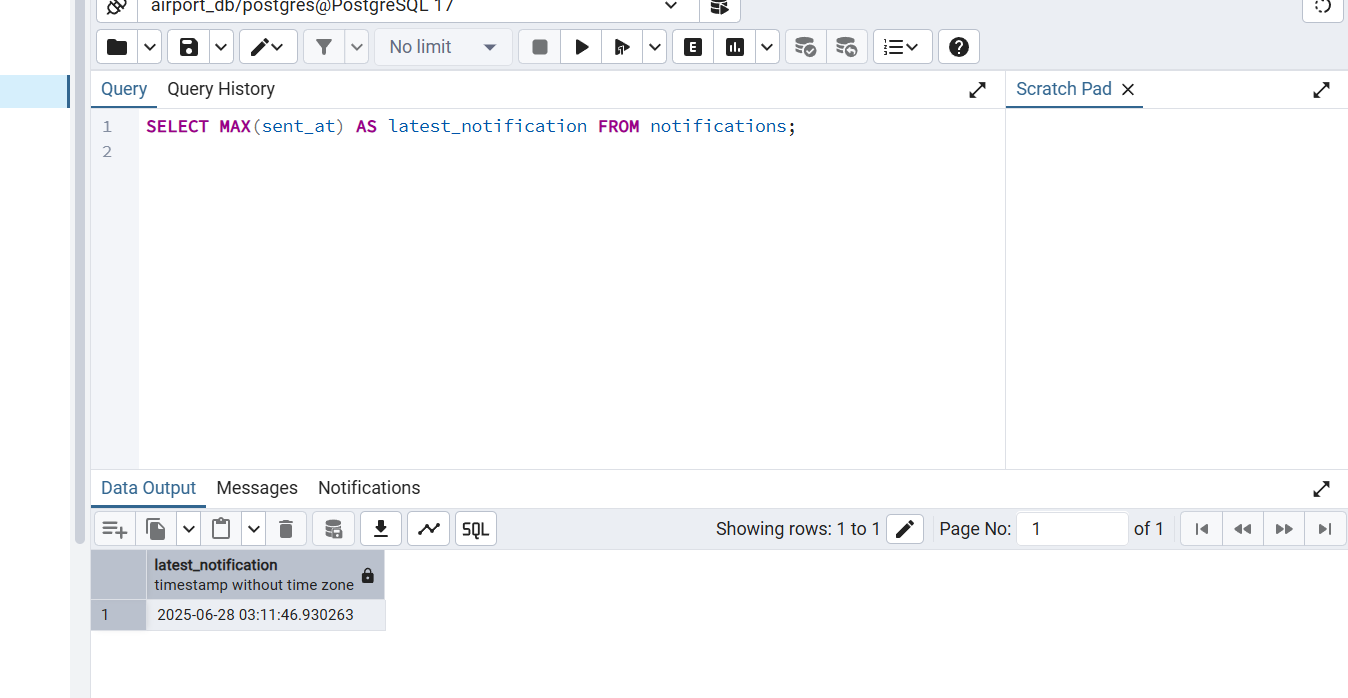 airport_db/postgres@PostgreSQL 17
No limit
E
Query Query History
Scratch Pad
1 SELECT MAX(sent_at) AS latest_notification FROM notifications;
2
Data Output Messages Notifications
SQL Showing rows: 1 to 1 Page No: 1 of 1
latest_notification
timestamp without time zone
1 2025-06-28 03:11:46.930263